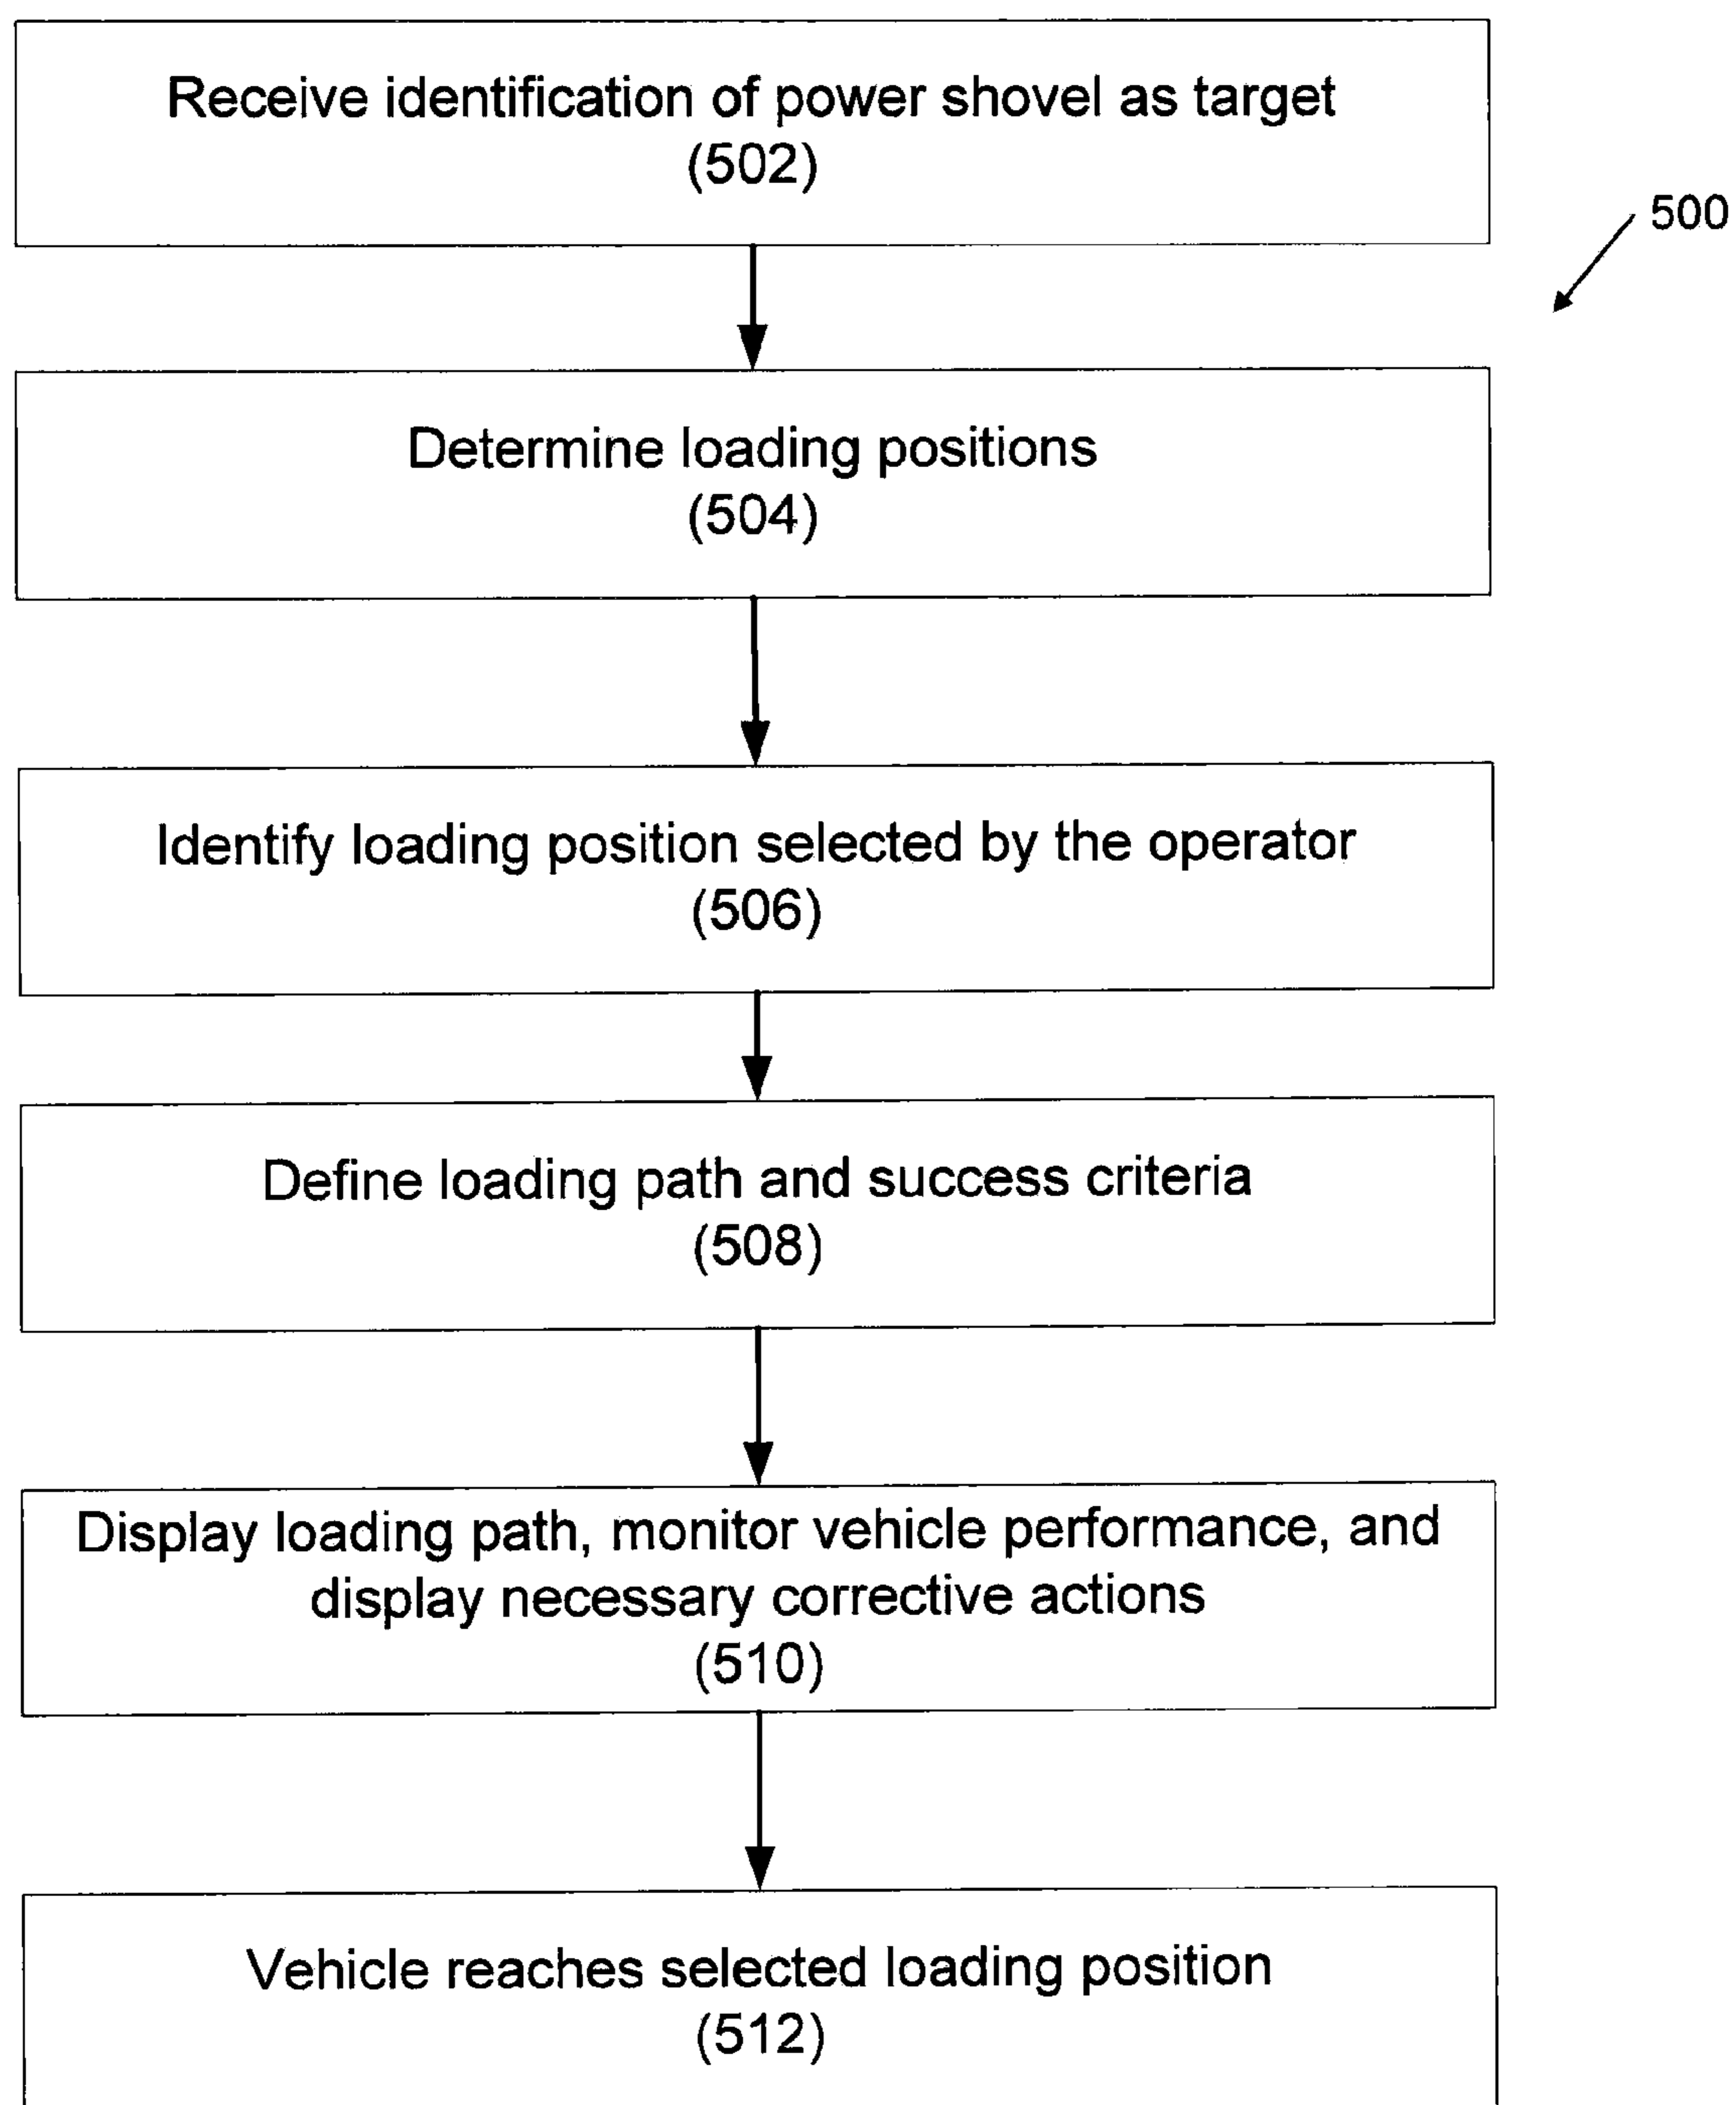 Receive identification of power shovel as target
(502)
500
Determine loading positions
(504)
Identify loading position selected by the operator
(506)
Define loading path and success criteria
(508)
Display loading path, monitor vehicle performance, and
display necessary corrective actions
(510)
Vehicle reaches selected loading position
(512)